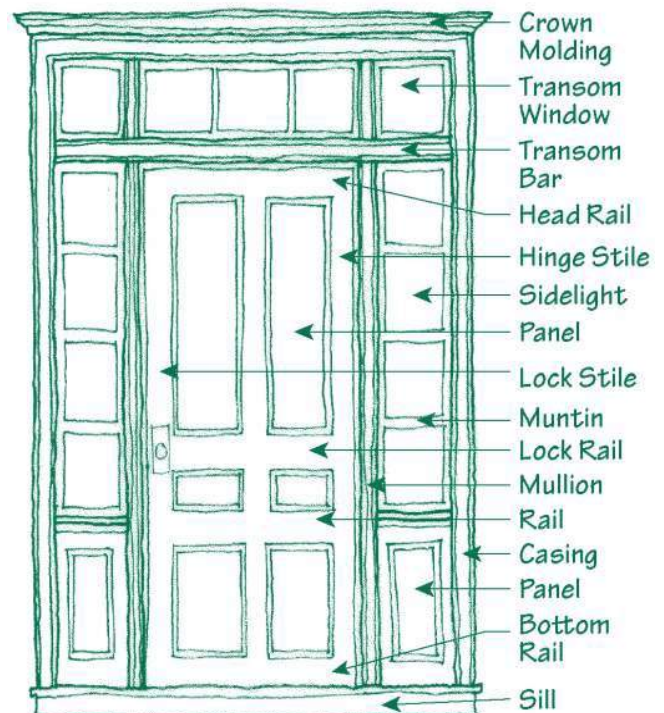 Crown
Molding
Transom
Window
Transom
Bar
Head Rail
Hinge Stile
Sidelight
Panel
Lock Stile
Muntin
Lock Rail
Mullion
Rail
Casing
Panel
Bottom
Rail
Sill